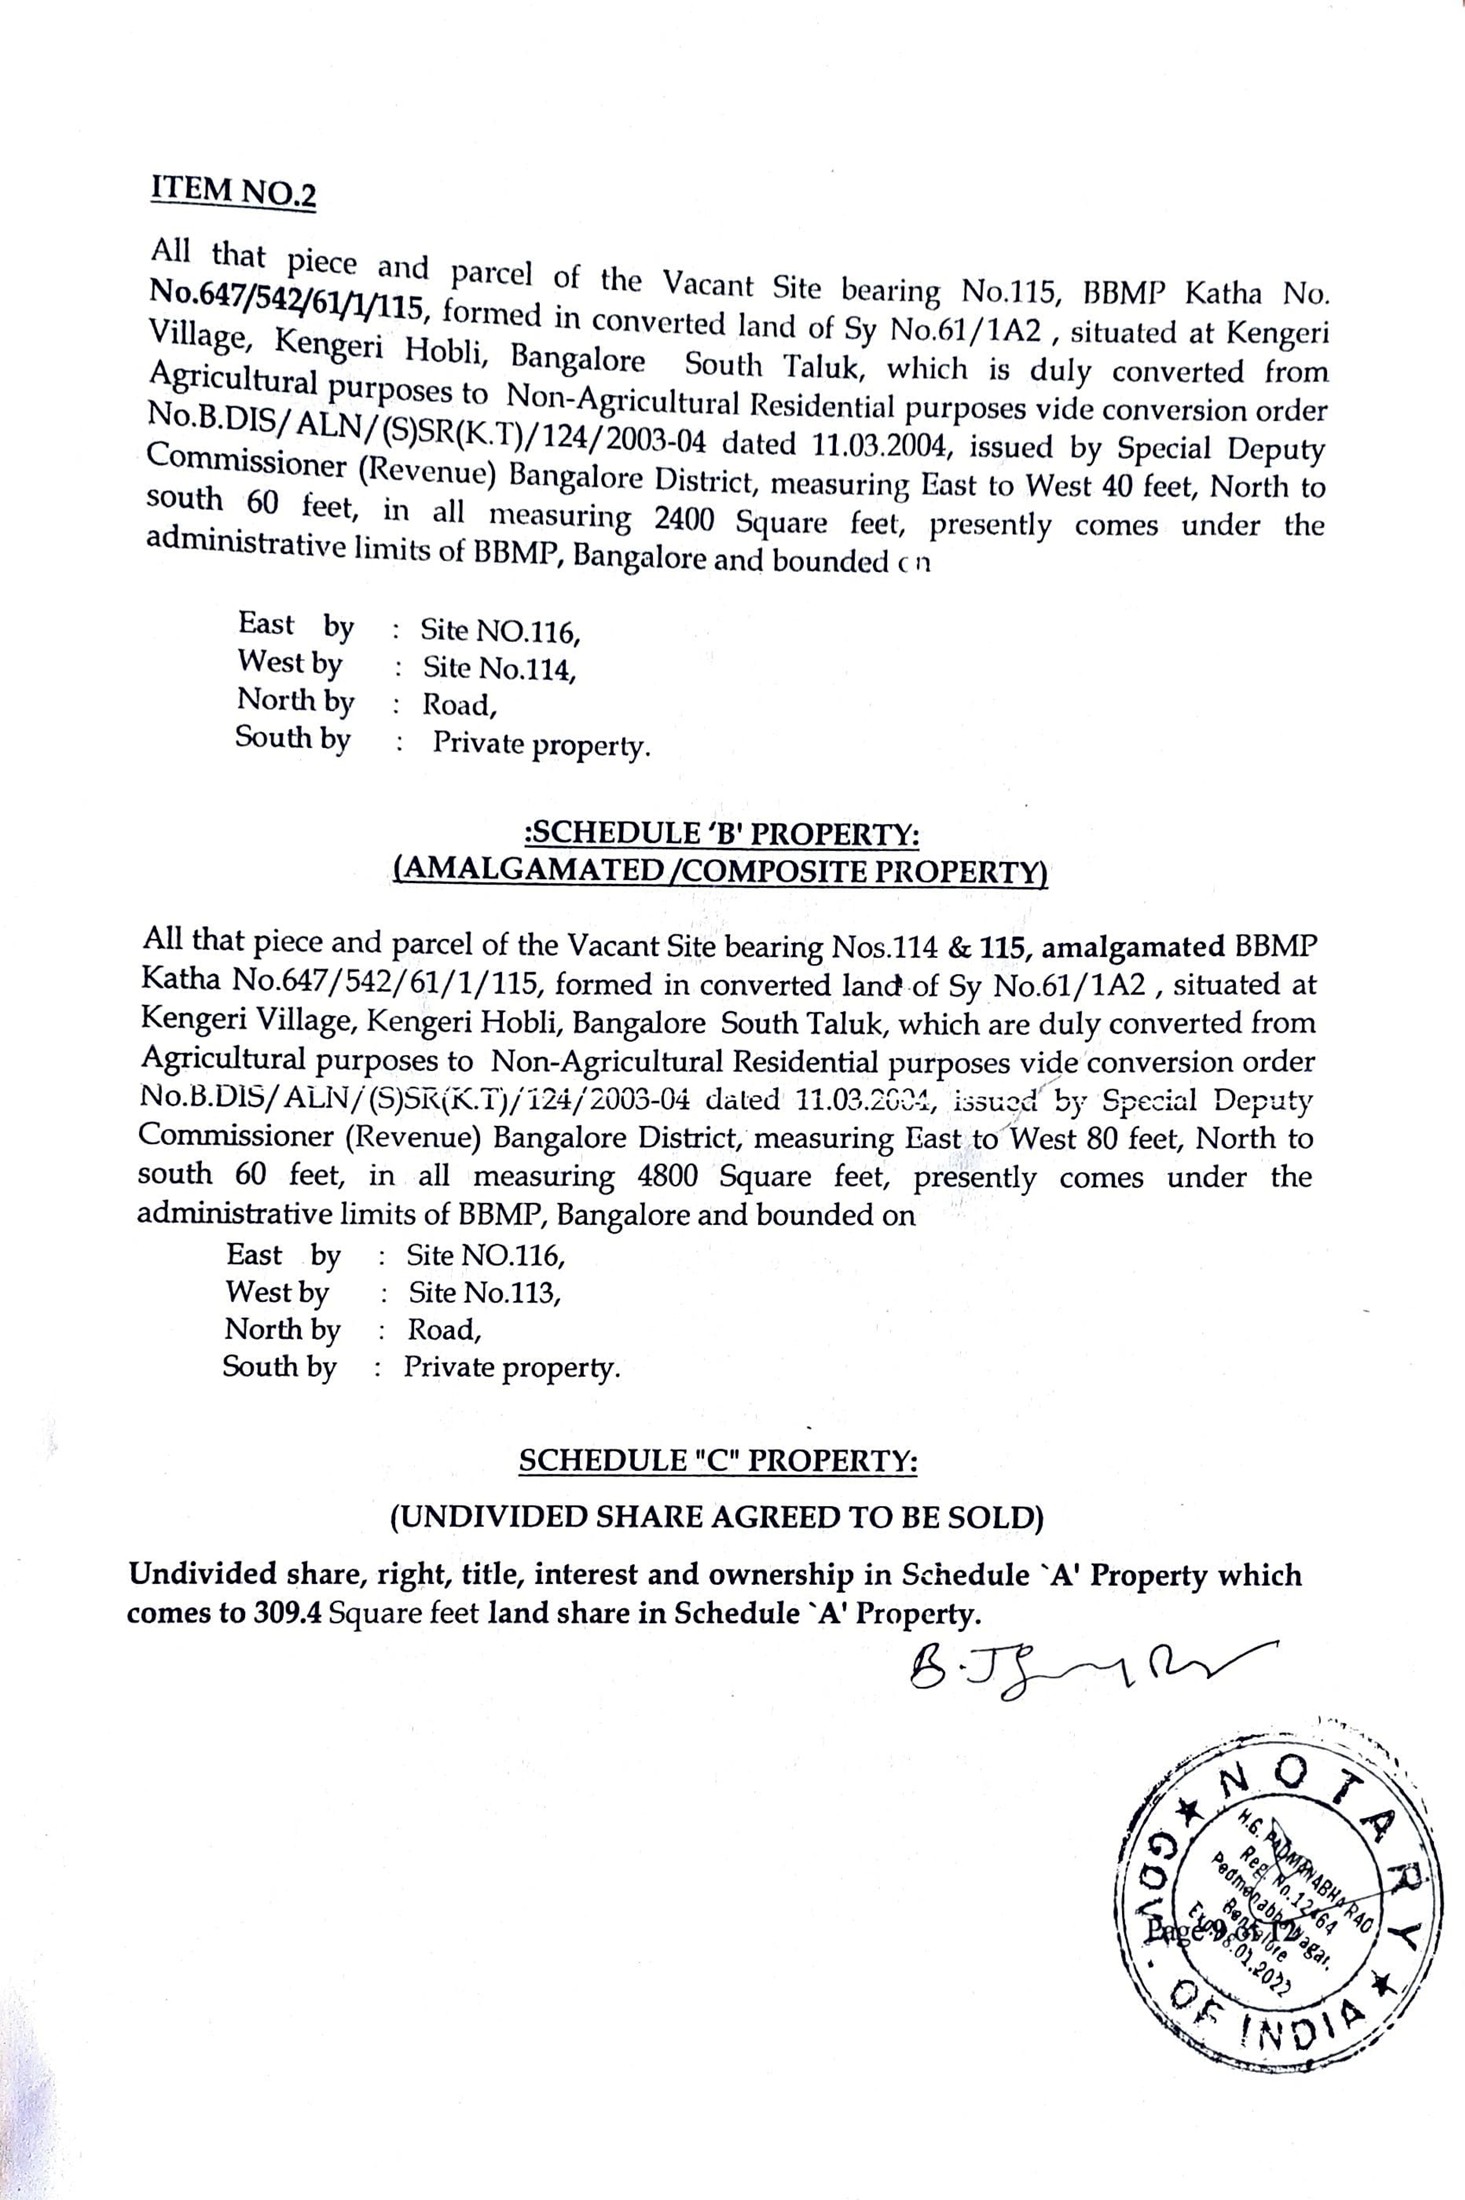 ITEM NO.2
All that piece and parcel of the Vacant Site bearing No.115, BBMP Katha No.
No.647/542/61/1/115, formed in converted land of Sy No.61/1A2 , situated at Kengeri
Village, Kengeri Hobli, Bangalore South Taluk, which is duly converted from
Agricultural purposes to Non-Agricultural Residential purposes vide conversion order
No.B.DIS/ALN/(S)SR(K.T)/124/2003-04 dated 11.03.2004, issued by Special Deputy
Commissioner (Revenue) Bangalore District, measuring East to West 40 feet, North to
south 60 feet, in all measuring 2400 Square feet, presently comes under the
administrative limits of BBMP, Bangalore and bounded on
East by : Site NO.116,
West by : Site No.114,
North by : Road,
South by : Private property.
:SCHEDULE 'B' PROPERTY:
(AMALGAMATED /COMPOSITE PROPERTY)
All that piece and parcel of the Vacant Site bearing Nos.114 & 115, amalgamated BBMP
Katha No.647/542/61/1/115, formed in converted land of Sy No.61/1A2 , situated at
Kengeri Village, Kengeri Hobli, Bangalore South Taluk, which are duly converted from
Agricultural purposes to Non-Agricultural Residential purposes vide conversion order
No.B.DIS/ALN/(S)SR(K.T)/124/2003-04 dated 11.03.2004, issued by Special Deputy
Commissioner (Revenue) Bangalore District, measuring East to West 80 feet, North to
south 60 feet, in all measuring 4800 Square feet, presently comes under the
administrative limits of BBMP, Bangalore and bounded on
East by : Site NO.116,
West by : Site No.113,
North by : Road,
South by : Private property.
SCHEDULE "C" PROPERTY:
(UNDIVIDED SHARE AGREED TO BE SOLD)
Undivided share, right, title, interest and ownership in Schedule `A' Property which
comes to 309.4 Square feet land share in Schedule `A' Property.
NOTARY
H.G. PADMANABHA RAO
Reg. No.12464
Padmanabha Nagar,
Bangalore
Exp. 08.01.2022
GOVT. OF INDIA
Page 9 of 12